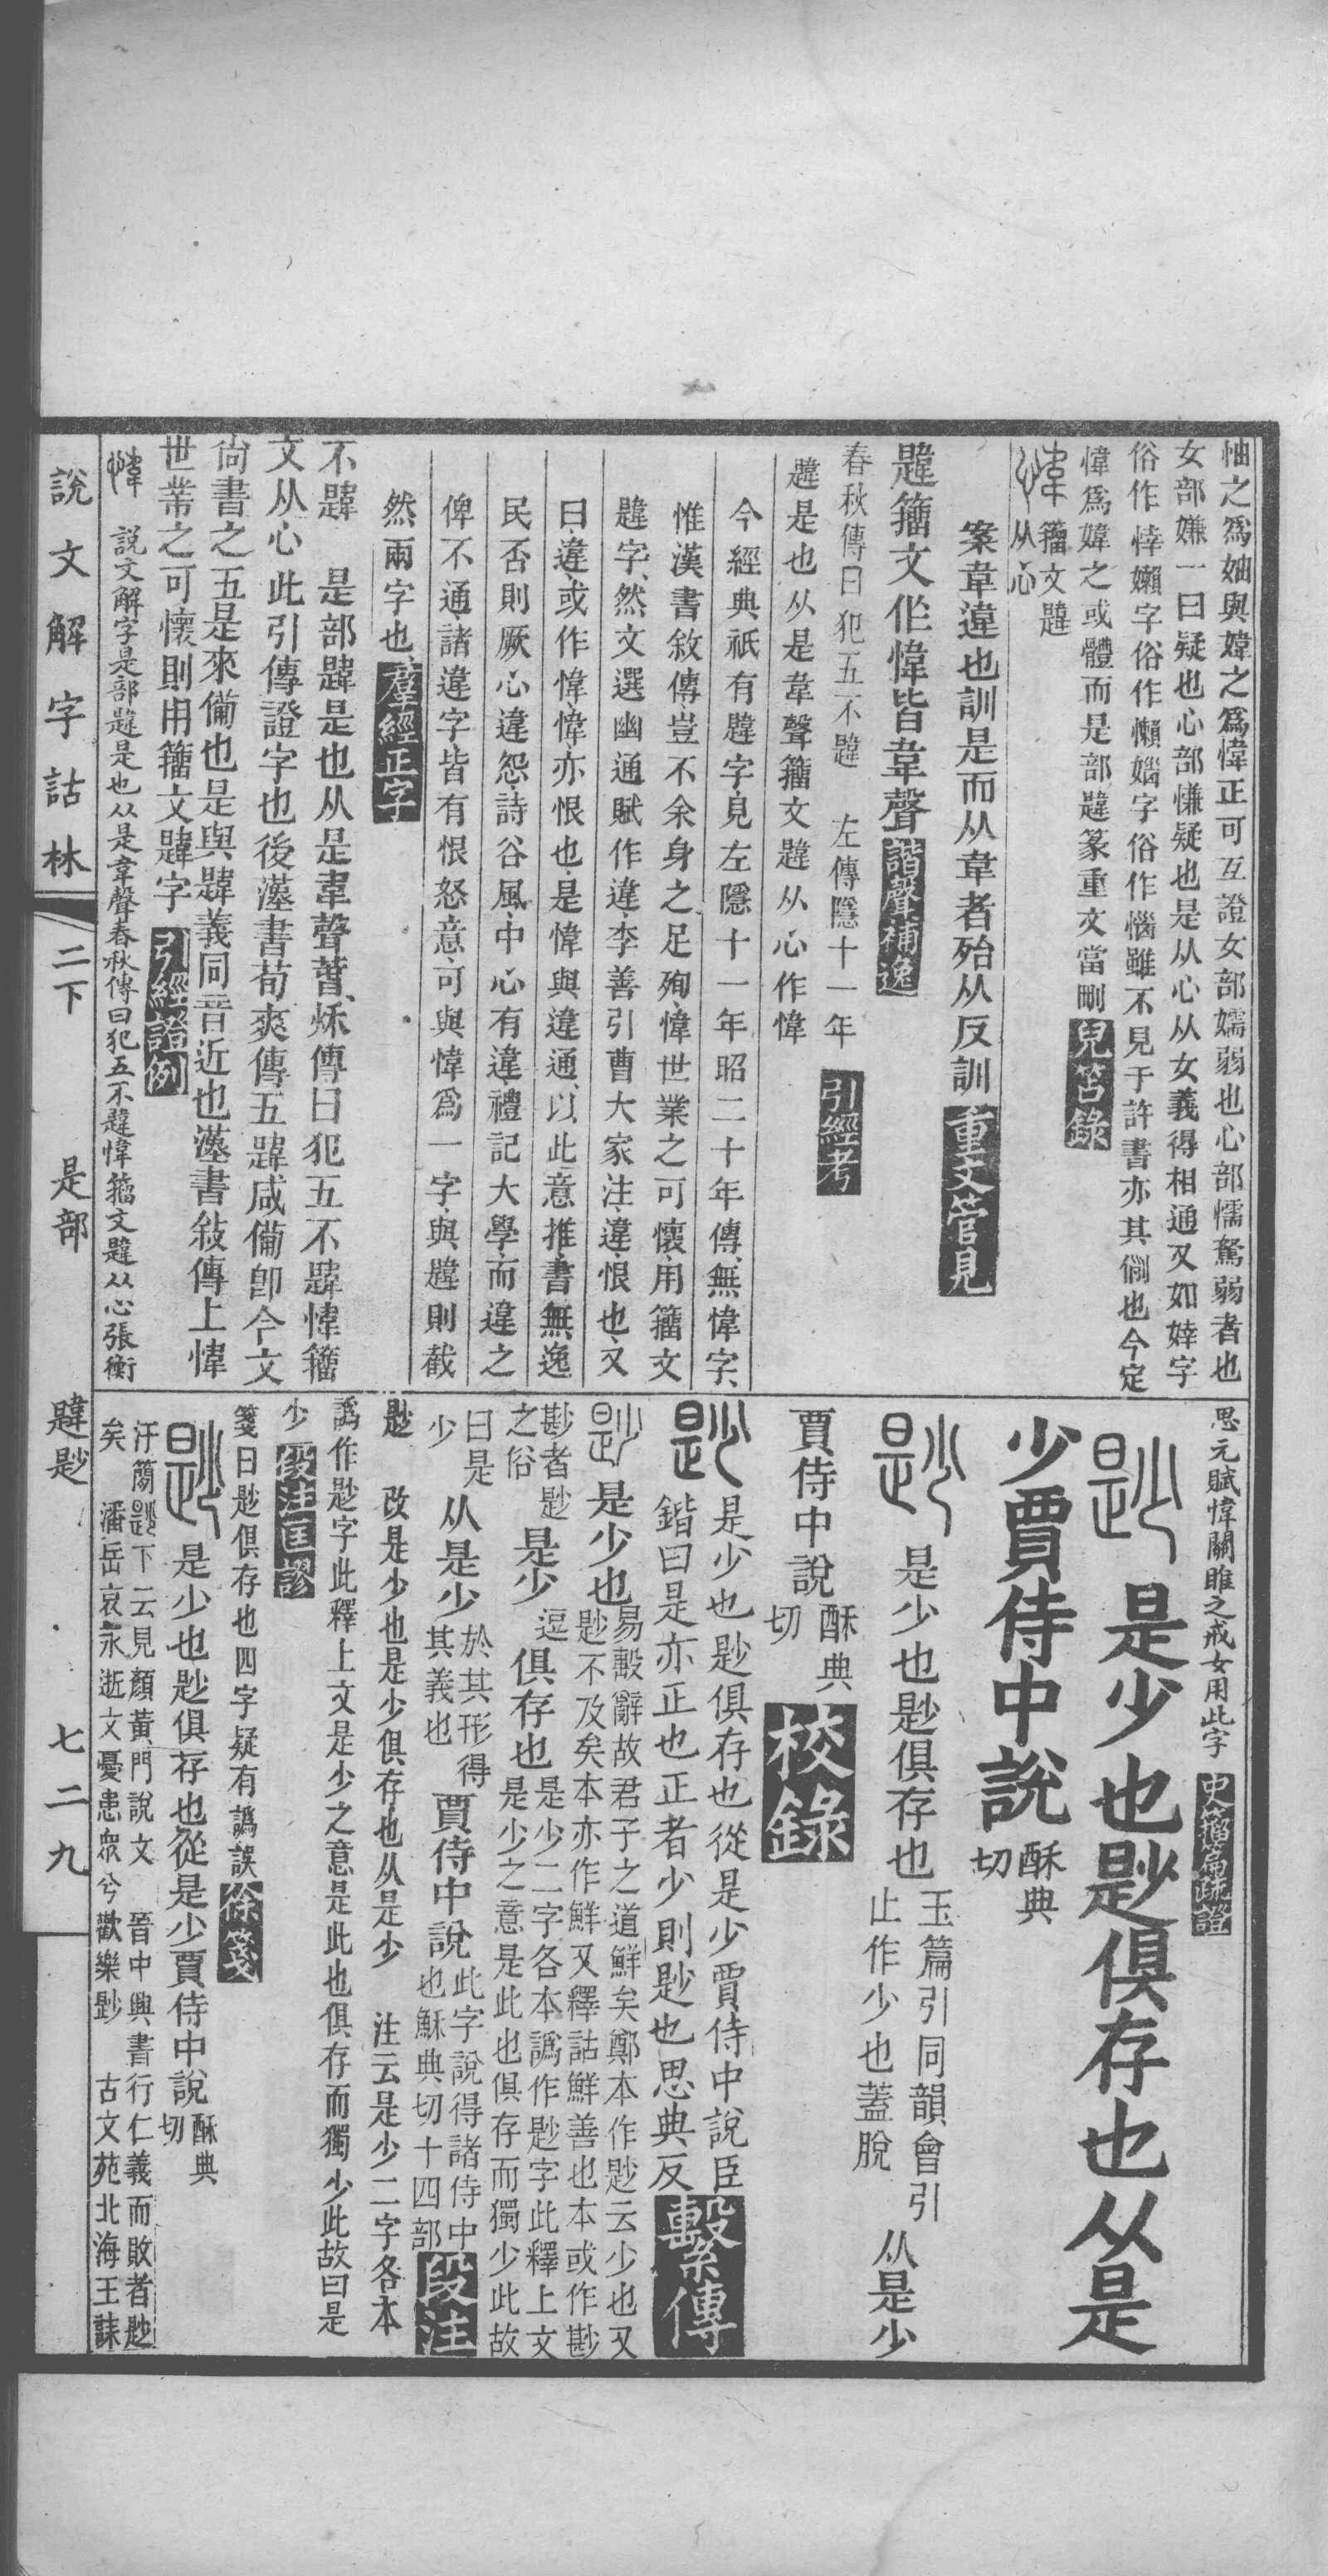 怞之爲妯與媁之爲愇正可互證女部嬬弱也心部懦駑弱者也
女部嫌一曰疑也心部慊疑也是从心从女義得相通又如婞字
俗作悻嬾字俗作懶㛴字俗作惱雖不見于許書亦其例也今定
愇爲媁之或體而是部韙篆重文當刪兒笘錄
愇籀文韙从心
案韋違也訓是而从韋者殆从反訓重文管見
韙籀文作愇皆韋聲諧聲補逸
春秋傳曰犯五不韙　左傳隱十一年　引經考
韙是也从是韋聲籀文韙从心作愇
今經典祇有韙字見左隱十一年昭二十年傳、無愇字、
惟漢書敘傳豈不余身之足殉愇世業之可懷用籀文
韙字、然文選幽通賦作違李善引曹大家注違恨也又
曰違或作愇愇亦恨也是愇與違通以此意推書無逸
民否則厥心違怨詩谷風中心有違禮記大學而違之
俾不通諸違字皆有恨怒意可與愇爲一字與韙則截
然兩字也羣經正字
不韙　是部韙是也从是韋聲萅秌傳曰犯五不韙愇籀
文从心此引傳證字也後漢書荀爽傳五韙咸備卽今文
尙書之五是來備也是與韙義同音近也漢書敍傳上愇
世業之可懷則用籀文韙字引經證例
愇　說文解字是部韙是也从是韋聲春秋傳曰犯五不韙愇籀文韙从心張衡
思元賦愇關雎之戒女用此字　史籀篇疏證
尟　是少也尟俱存也从是
少賈侍中說酥典切
尟　是少也尟俱存也玉篇引同韻會引止作少也蓋脫　从是少
賈侍中說酥典切　校錄
尟是少也尟俱存也從是少賈侍中說臣
鍇曰是亦正也正者少則尟也思典反繫傳
尟是少也易毄辭故君子之道鮮矣鄭本作尟云少也又尟不及矣本亦作鮮又釋詁鮮善也本或作尠
尠者尟之俗是少逗俱存也是少二字各本譌作尟字此釋上文是少之意是此也俱存而獨少此故
曰是少从是少於其形得其義也賈侍中說此字說得諸侍中也穌典切十四部段注
尟　改是少也是少俱存也从是少　注云是少二字各本
譌作尟字此釋上文是少之意是此也俱存而獨少此故曰是
少　段注匡謬
箋曰尟俱存也四字疑有譌誤徐箋
尟是少也尟俱存也從是少賈侍中說酥典切
汗簡尟下云見顏黃門說文　晉中興書行仁義而敗者尟
矣　潘岳哀永逝文憂患眾兮歡樂尟　古文苑北海王誄
說文解字詁林　二下　是部　韙尟　七二九